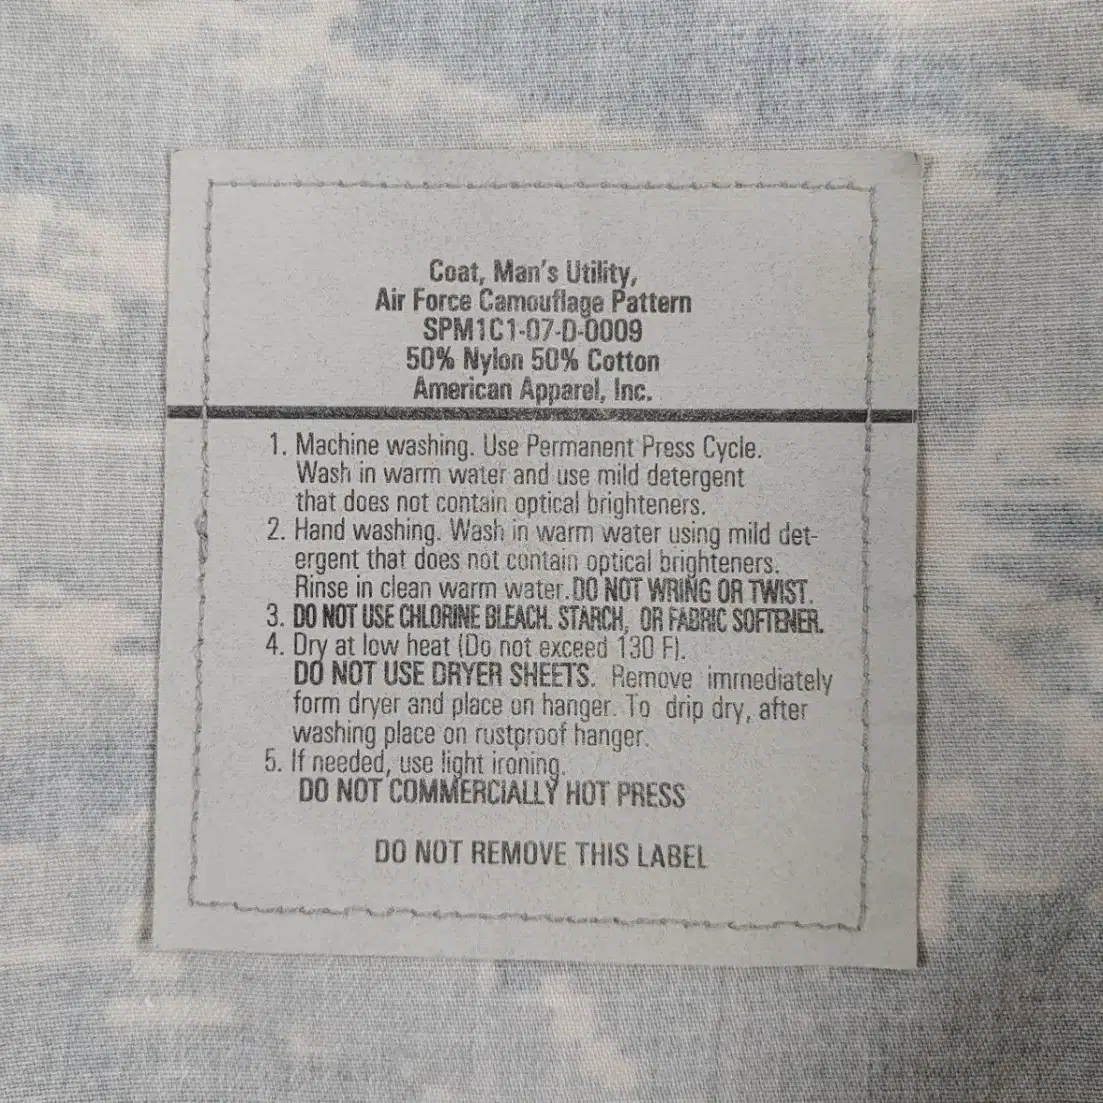 Coat, Man's Utility,
Air Force Camouflage Pattern
SPM1C1-07-D-0009
50% Nylon 50% Cotton
American Apparel, Inc.
1. Machine washing. Use Permanent Press Cycle.
Wash in warm water and use mild detergent
that does not contain optical brighteners.
2. Hand washing. Wash in warm water using mild det-
ergent that does not contain optical brighteners.
Rinse in clean warm water. DO NOT WRING OR TWIST.
3. DO NOT USE CHLORINE BLEACH. STARCH, OR FABRIC SOFTENER.
4. Dry at low heat (Do not exceed 130 F).
DO NOT USE DRYER SHEETS. Remove immediately
form dryer and place on hanger. To drip dry, after
washing place on rustproof hanger.
5. If needed, use light ironing.
DO NOT COMMERCIALLY HOT PRESS
DO NOT REMOVE THIS LABEL